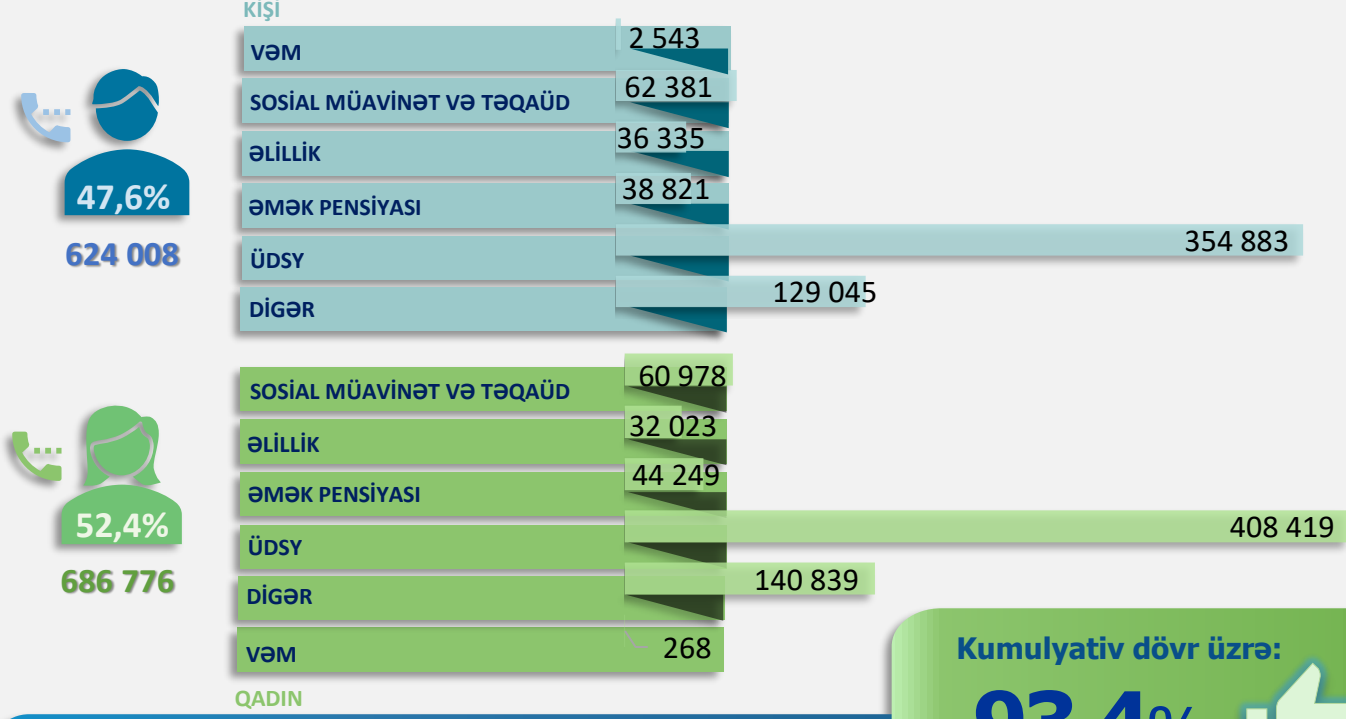 KİŞİ
VƏM 2 543
SOSİAL MÜAVİNƏT VƏ TƏQAÜD 62 381
ƏLİLLİK 36 335
ƏMƏK PENSİYASI 38 821
ÜDSY 354 883
DİGƏR 129 045
47,6%
624 008
SOSİAL MÜAVİNƏT VƏ TƏQAÜD 60 978
ƏLİLLİK 32 023
ƏMƏK PENSİYASI 44 249
ÜDSY 408 419
DİGƏR 140 839
VƏM 268
52,4%
686 776
QADIN
Kumulyativ dövr üzrə:
93,4%